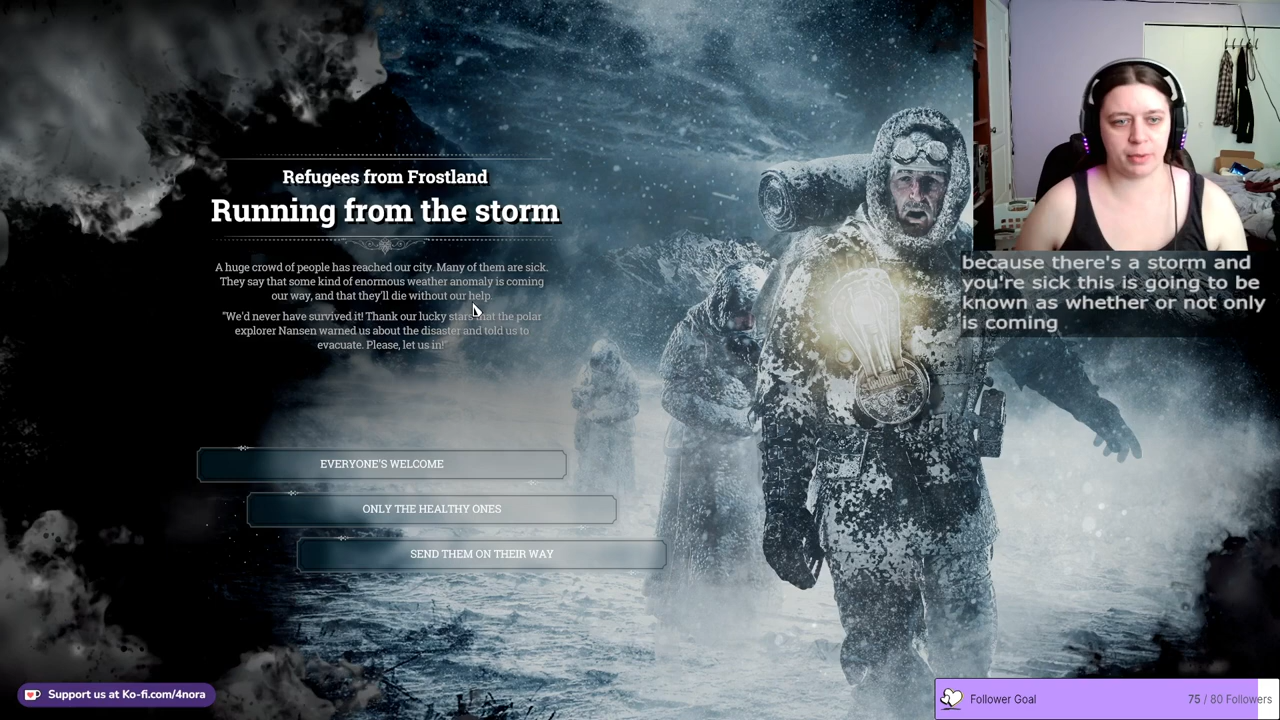 Refugees from Frostland
Running from the storm
A huge crowd of people has reached our city. Many of them are sick.
They say that some kind of enormous weather anomaly is coming
our way, and that they'll die without our help.
"We'd never have survived it! Thank our lucky stars that the polar
explorer Nansen warned us about the disaster and told us to
evacuate. Please, let us in!"
EVERYONE'S WELCOME
ONLY THE HEALTHY ONES
SEND THEM ON THEIR WAY
because there's a storm and
you're sick this is going to be
known as whether or not only
is coming
Support us at Ko-fi.com/4nora
Follower Goal
75 / 80 Followers